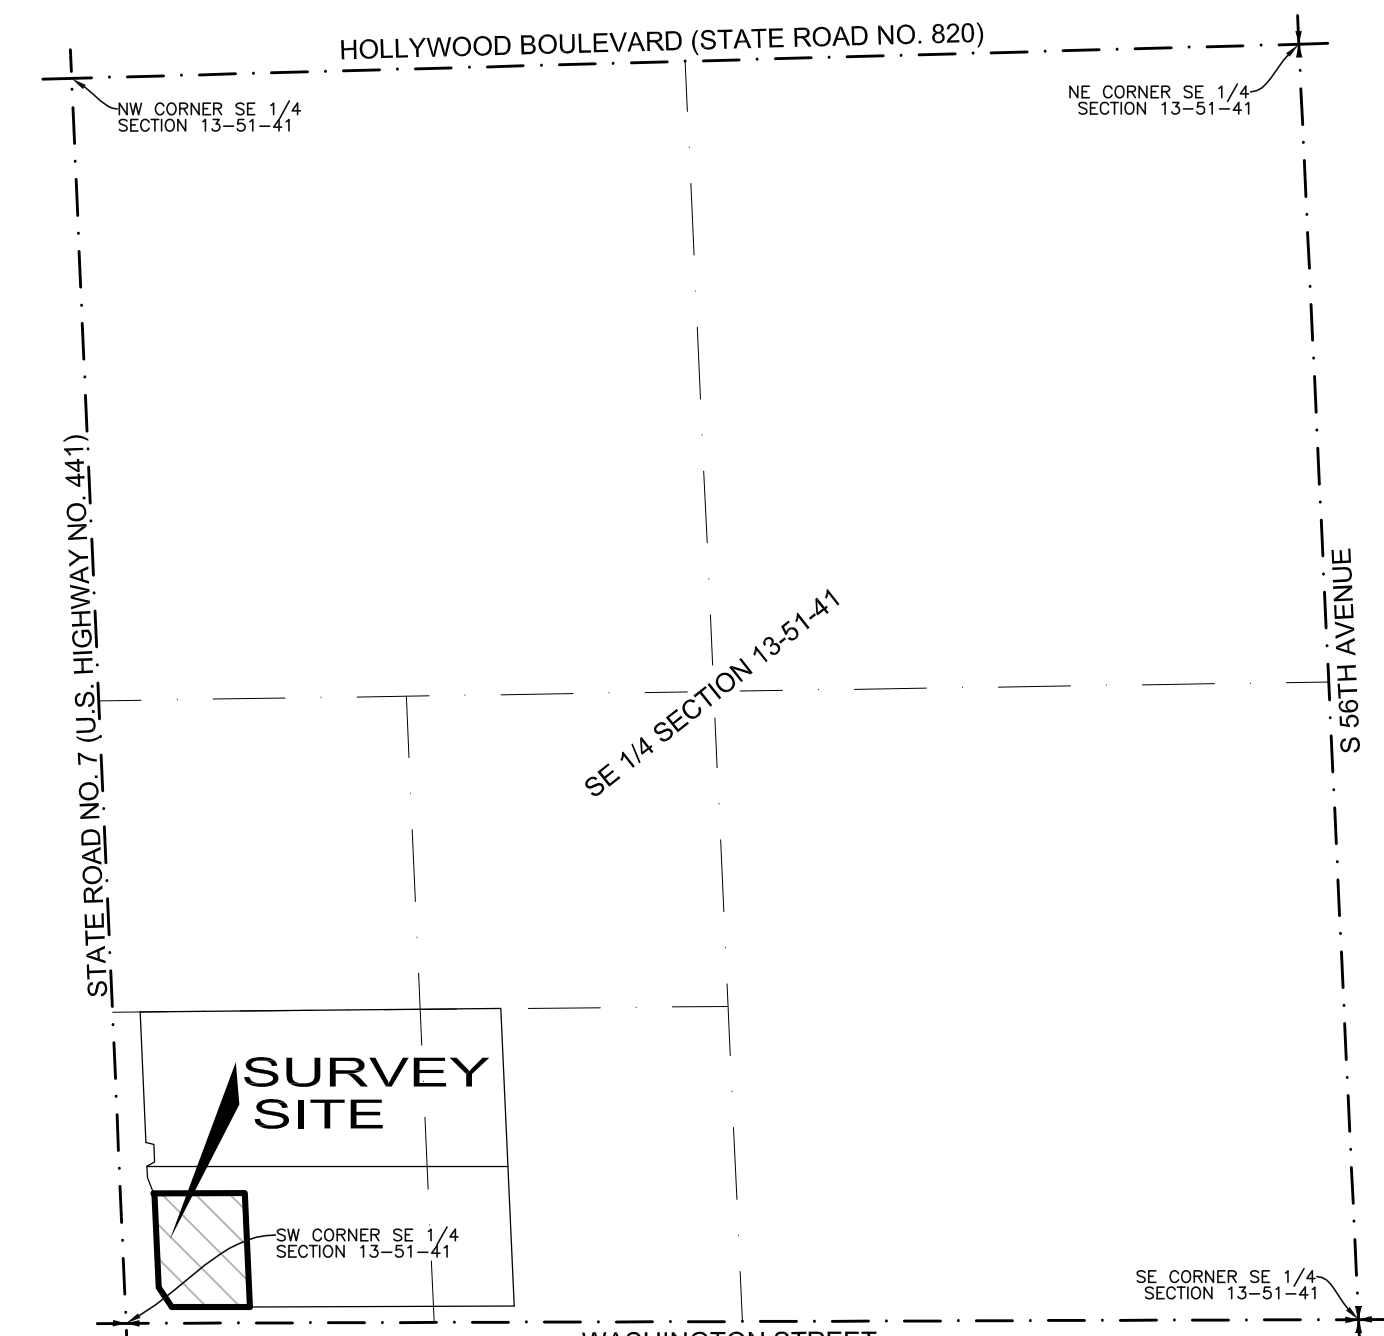 HOLLYWOOD BOULEVARD (STATE ROAD NO. 820)
NW CORNER SE 1/4
SECTION 13-51-41
NE CORNER SE 1/4
SECTION 13-51-41
STATE ROAD NO. 7 (U.S. HIGHWAY NO. 441)
S 56TH AVENUE
SE 1/4 SECTION 13-51-41
SURVEY
SITE
SW CORNER SE 1/4
SECTION 13-51-41
SE CORNER SE 1/4
SECTION 13-51-41
WASHINGTON STREET